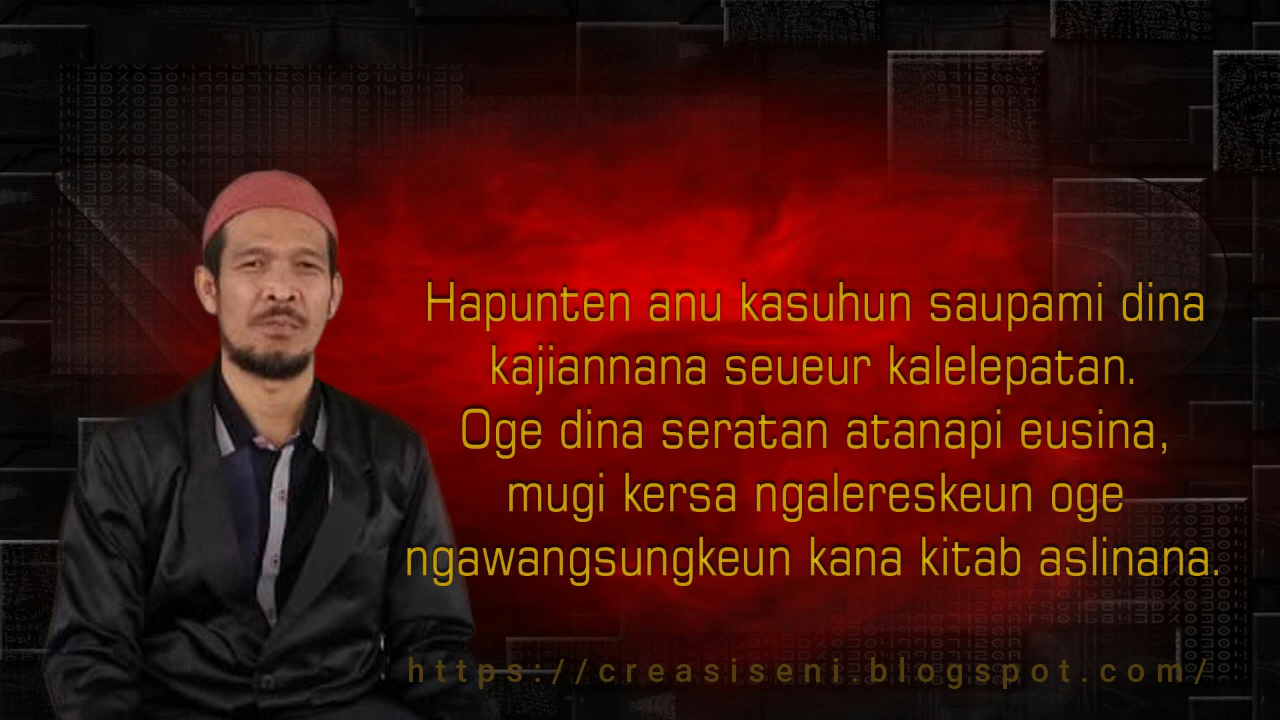 Hapunten anu kasuhun saupami dina
kajiannana seueur kalelepatan.
Oge dina seratan atanapi eusina,
mugi kersa ngalereskeun oge
ngawangsungkeun kana kitab aslinana.
https://creasiseni.blogspot.com/